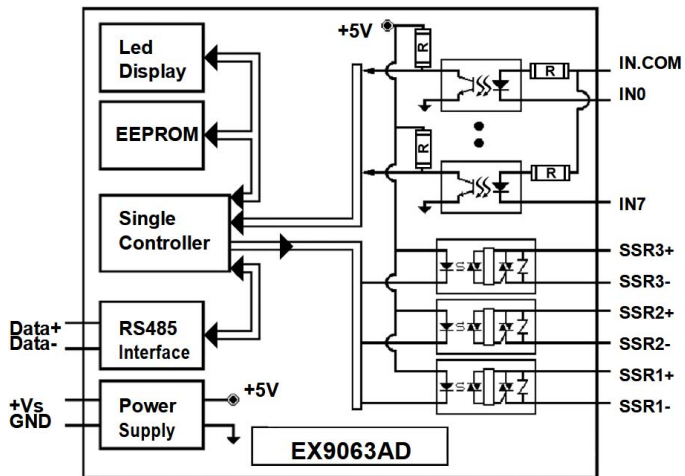 Led
Display
EEPROM
Single
Controller
RS485
Interface
Power
Supply
Data+
Data-
+Vs
GND
+5V
+5V
R
R
R
R
IN.COM
IN0
IN7
SSR3+
SSR3-
SSR2+
SSR2-
SSR1+
SSR1-
EX9063AD